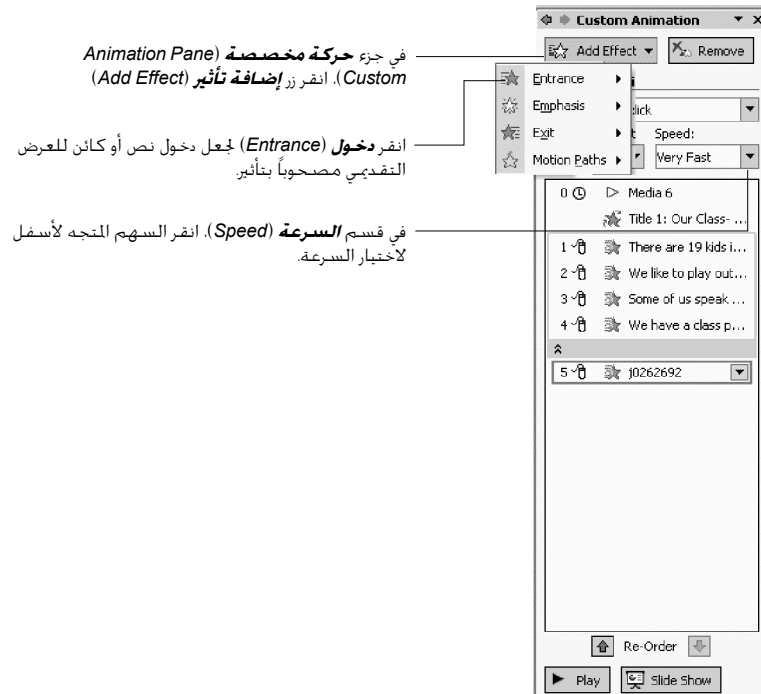 Custom Animation
Add Effect
Remove
Entrance
Emphasis
Exit
Motion Paths
Speed:
Very Fast
0 Media 6
Title 1: Our Class- ...
1 There are 19 kids i...
2 We like to play out...
3 Some of us speak ...
4 We have a class p...
5 j0262692
Re-Order
Play
Slide Show
في جزء حركة مخصصة (Animation Pane
Custom)، انقر زر إضافة تأثير (Add Effect)
انقر دخول (Entrance) لجعل دخول نص أو كائن للعرض
التقديمي مصحوباً بتأثير.
في قسم السرعة (Speed)، انقر السهم المتجه لأسفل
لاختيار السرعة.